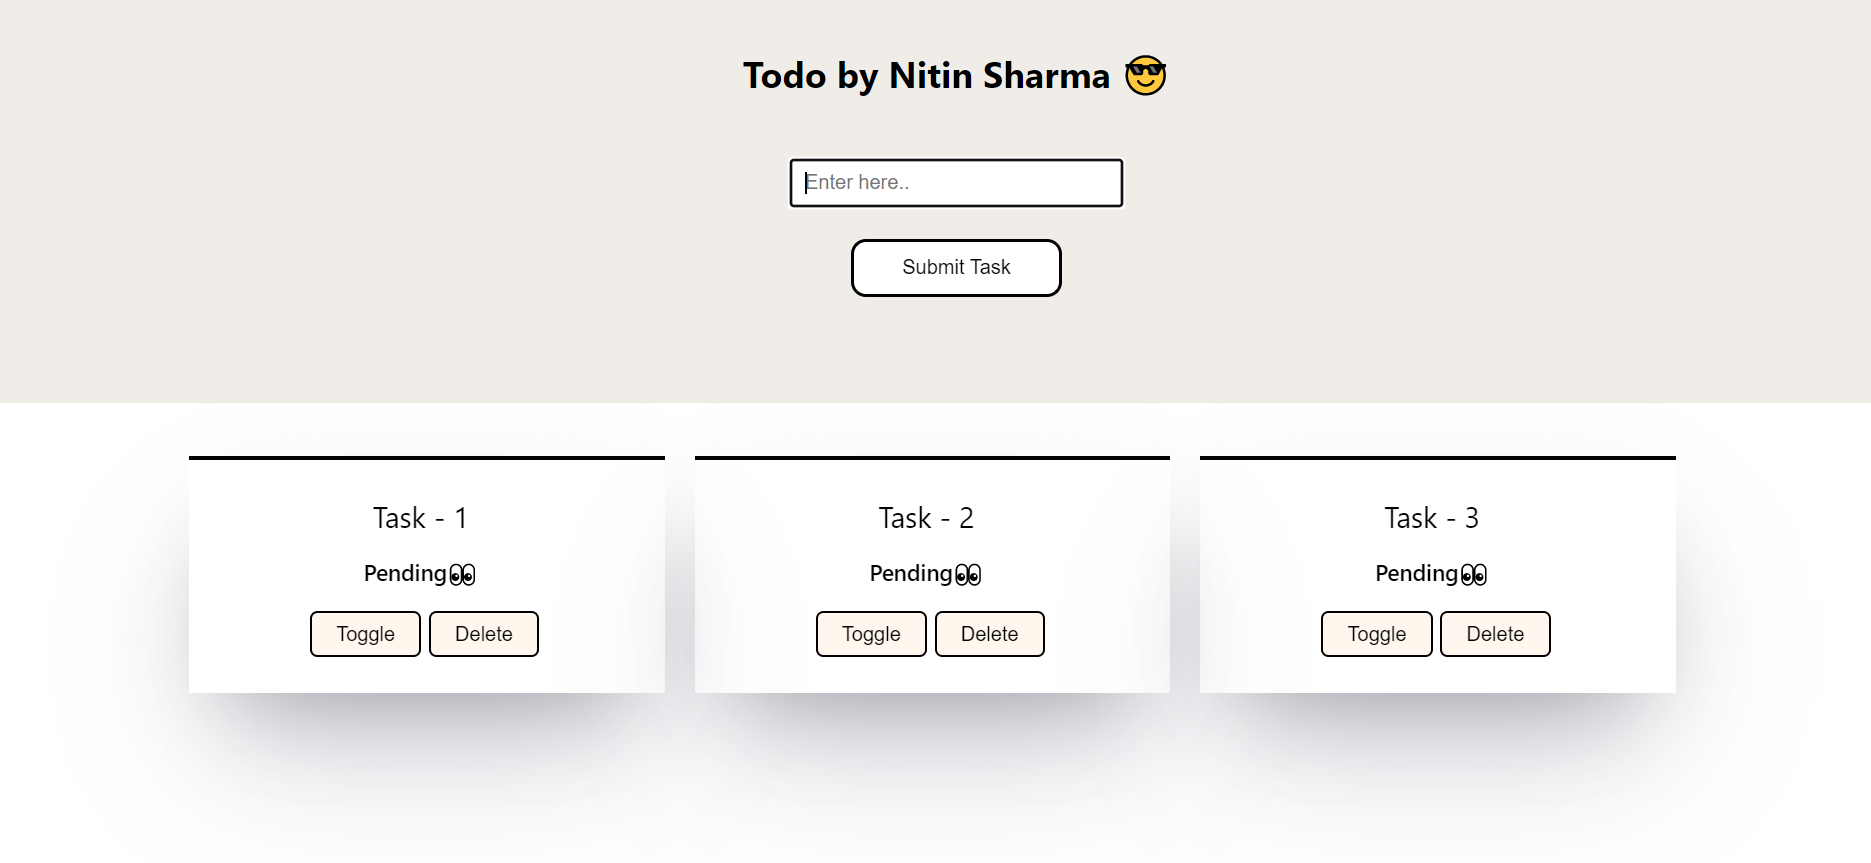 Todo by Nitin Sharma 😎
Enter here..
Submit Task
Task - 1
Pending👀
Toggle Delete
Task - 2
Pending👀
Toggle Delete
Task - 3
Pending👀
Toggle Delete